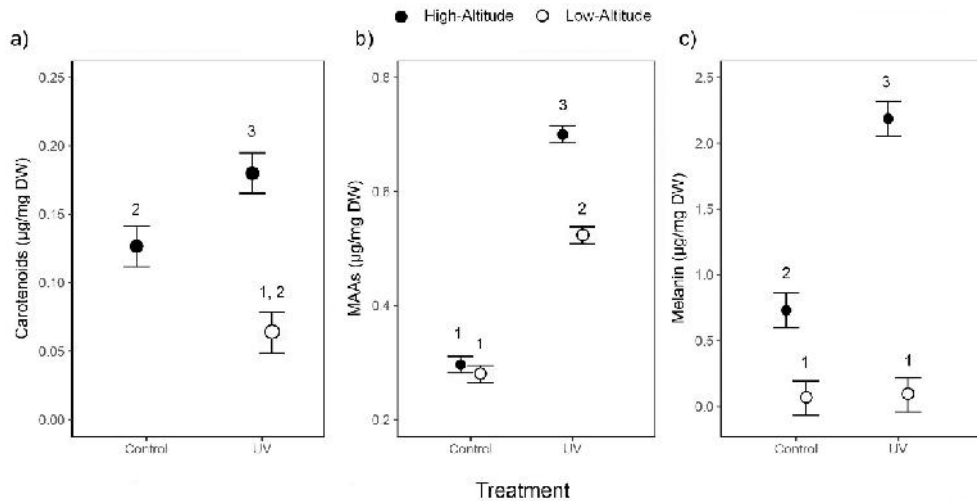 High-Altitude Low-Altitude
a)
Carotenoids (µg/mg DW)
0.25
0.20
0.15
0.10
0.05
0.00
2
3
1, 2
Control UV
b)
MAAs (µg/mg DW)
0.8
0.6
0.4
0.2
1
1
3
2
Control UV
c)
Melanin (µg/mg DW)
2.5
2.0
1.5
1.0
0.5
0.0
2
1
3
1
Control UV
Treatment